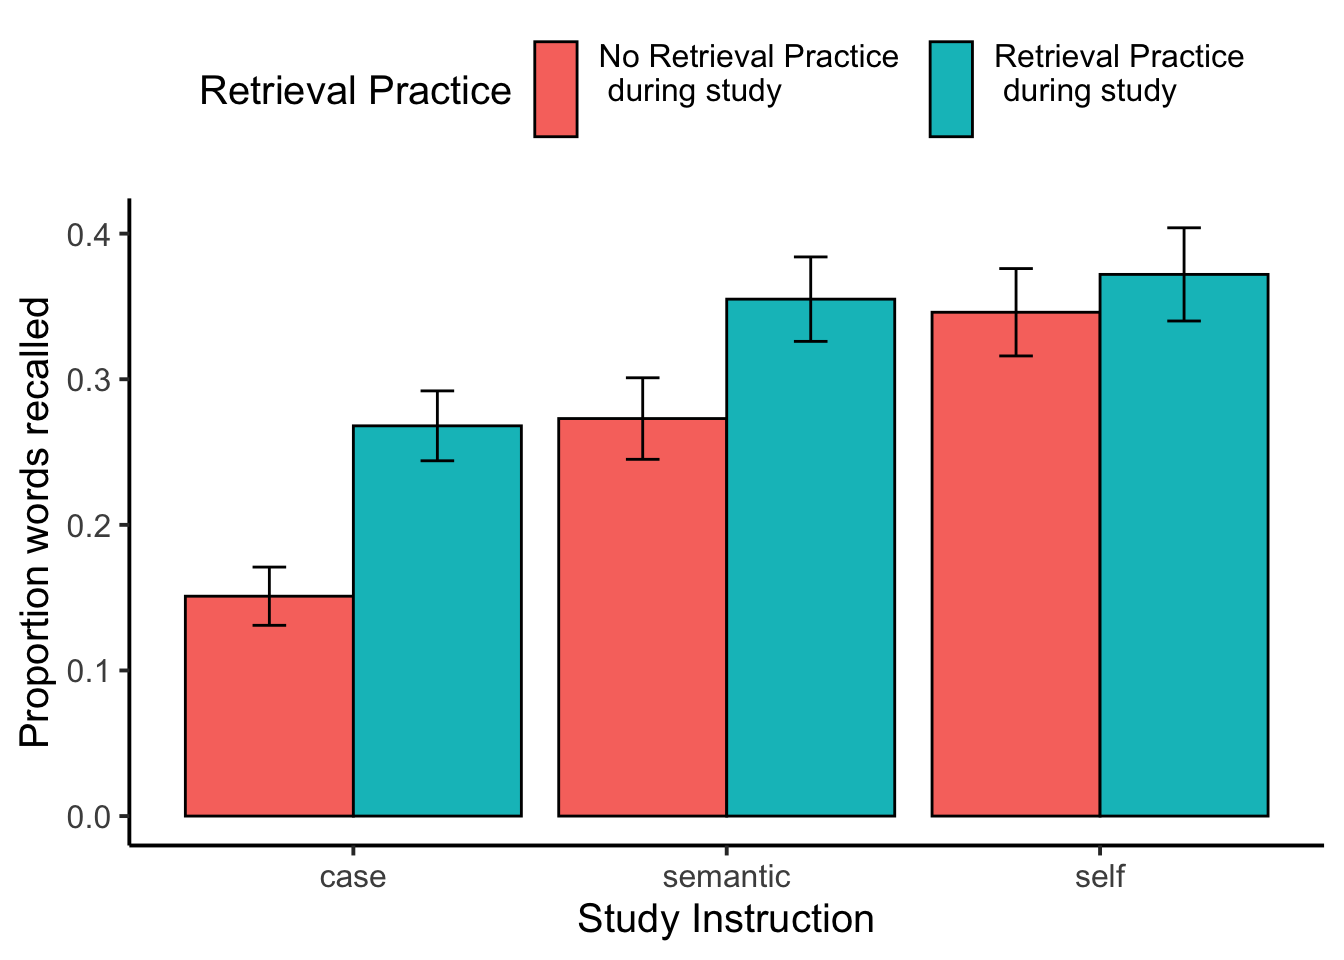 Retrieval Practice
No Retrieval Practice
during study
Retrieval Practice
during study
Proportion words recalled
0.4
0.3
0.2
0.1
0.0
case
semantic
self
Study Instruction